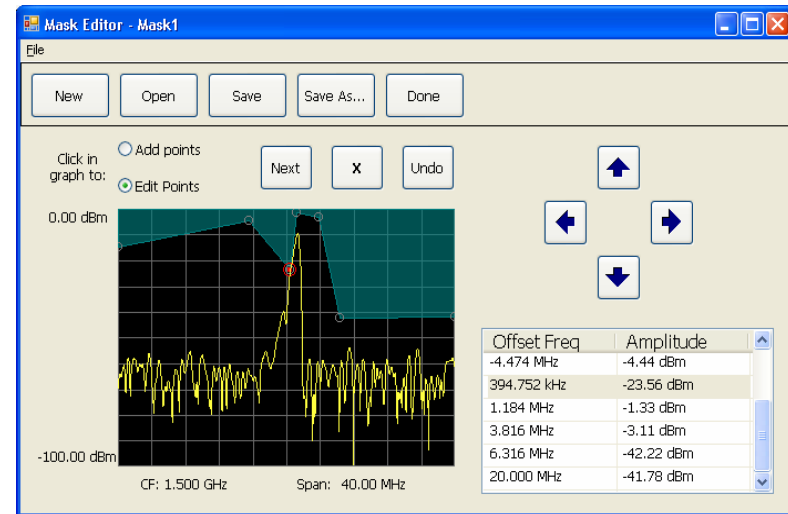 Mask Editor - Mask1
File
New Open Save Save As... Done
Click in graph to:
Add points
Edit Points
Next X Undo
0.00 dBm
-100.00 dBm
CF: 1.500 GHz Span: 40.00 MHz
Offset Freq Amplitude
-4.474 MHz -4.44 dBm
394.752 kHz -23.56 dBm
1.184 MHz -1.33 dBm
3.816 MHz -3.11 dBm
6.316 MHz -42.22 dBm
20.000 MHz -41.78 dBm